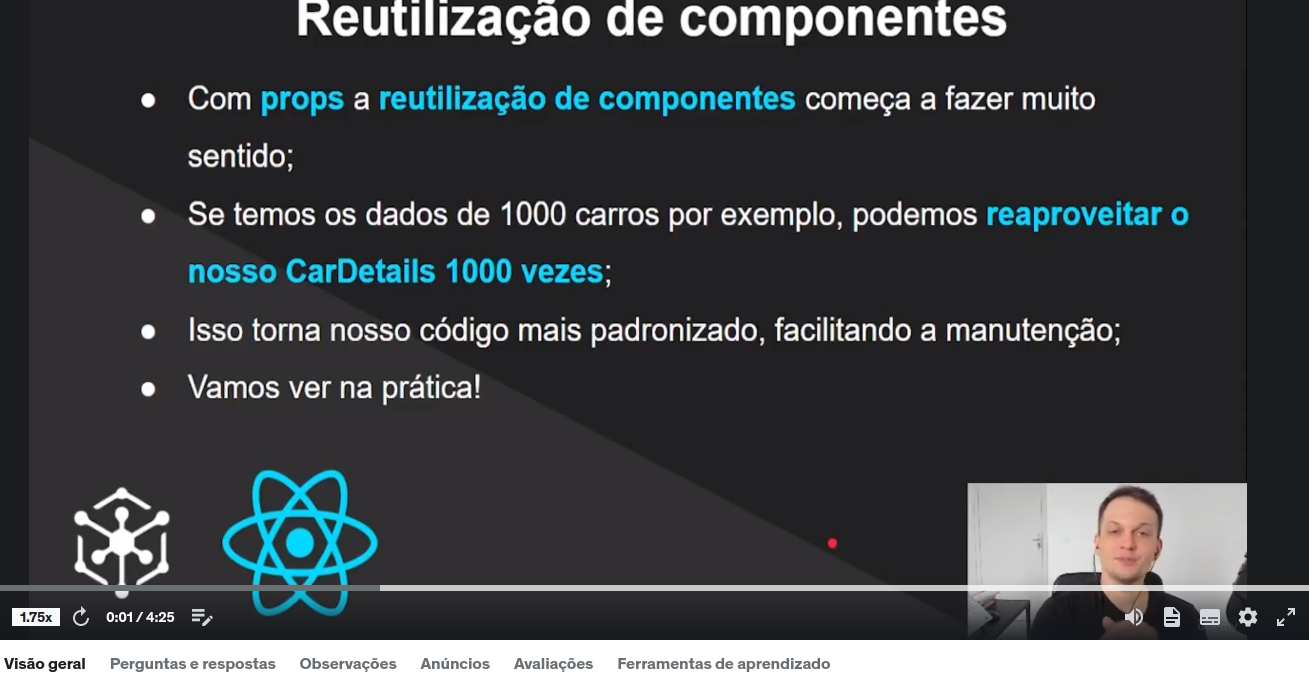 Reutilização de componentes
● Com props a reutilização de componentes começa a fazer muito
sentido;
● Se temos os dados de 1000 carros por exemplo, podemos reaproveitar o
nosso CarDetails 1000 vezes;
● Isso torna nosso código mais padronizado, facilitando a manutenção;
● Vamos ver na prática!
1.75x 0:01 / 4:25
Visão geral Perguntas e respostas Observações Anúncios Avaliações Ferramentas de aprendizado